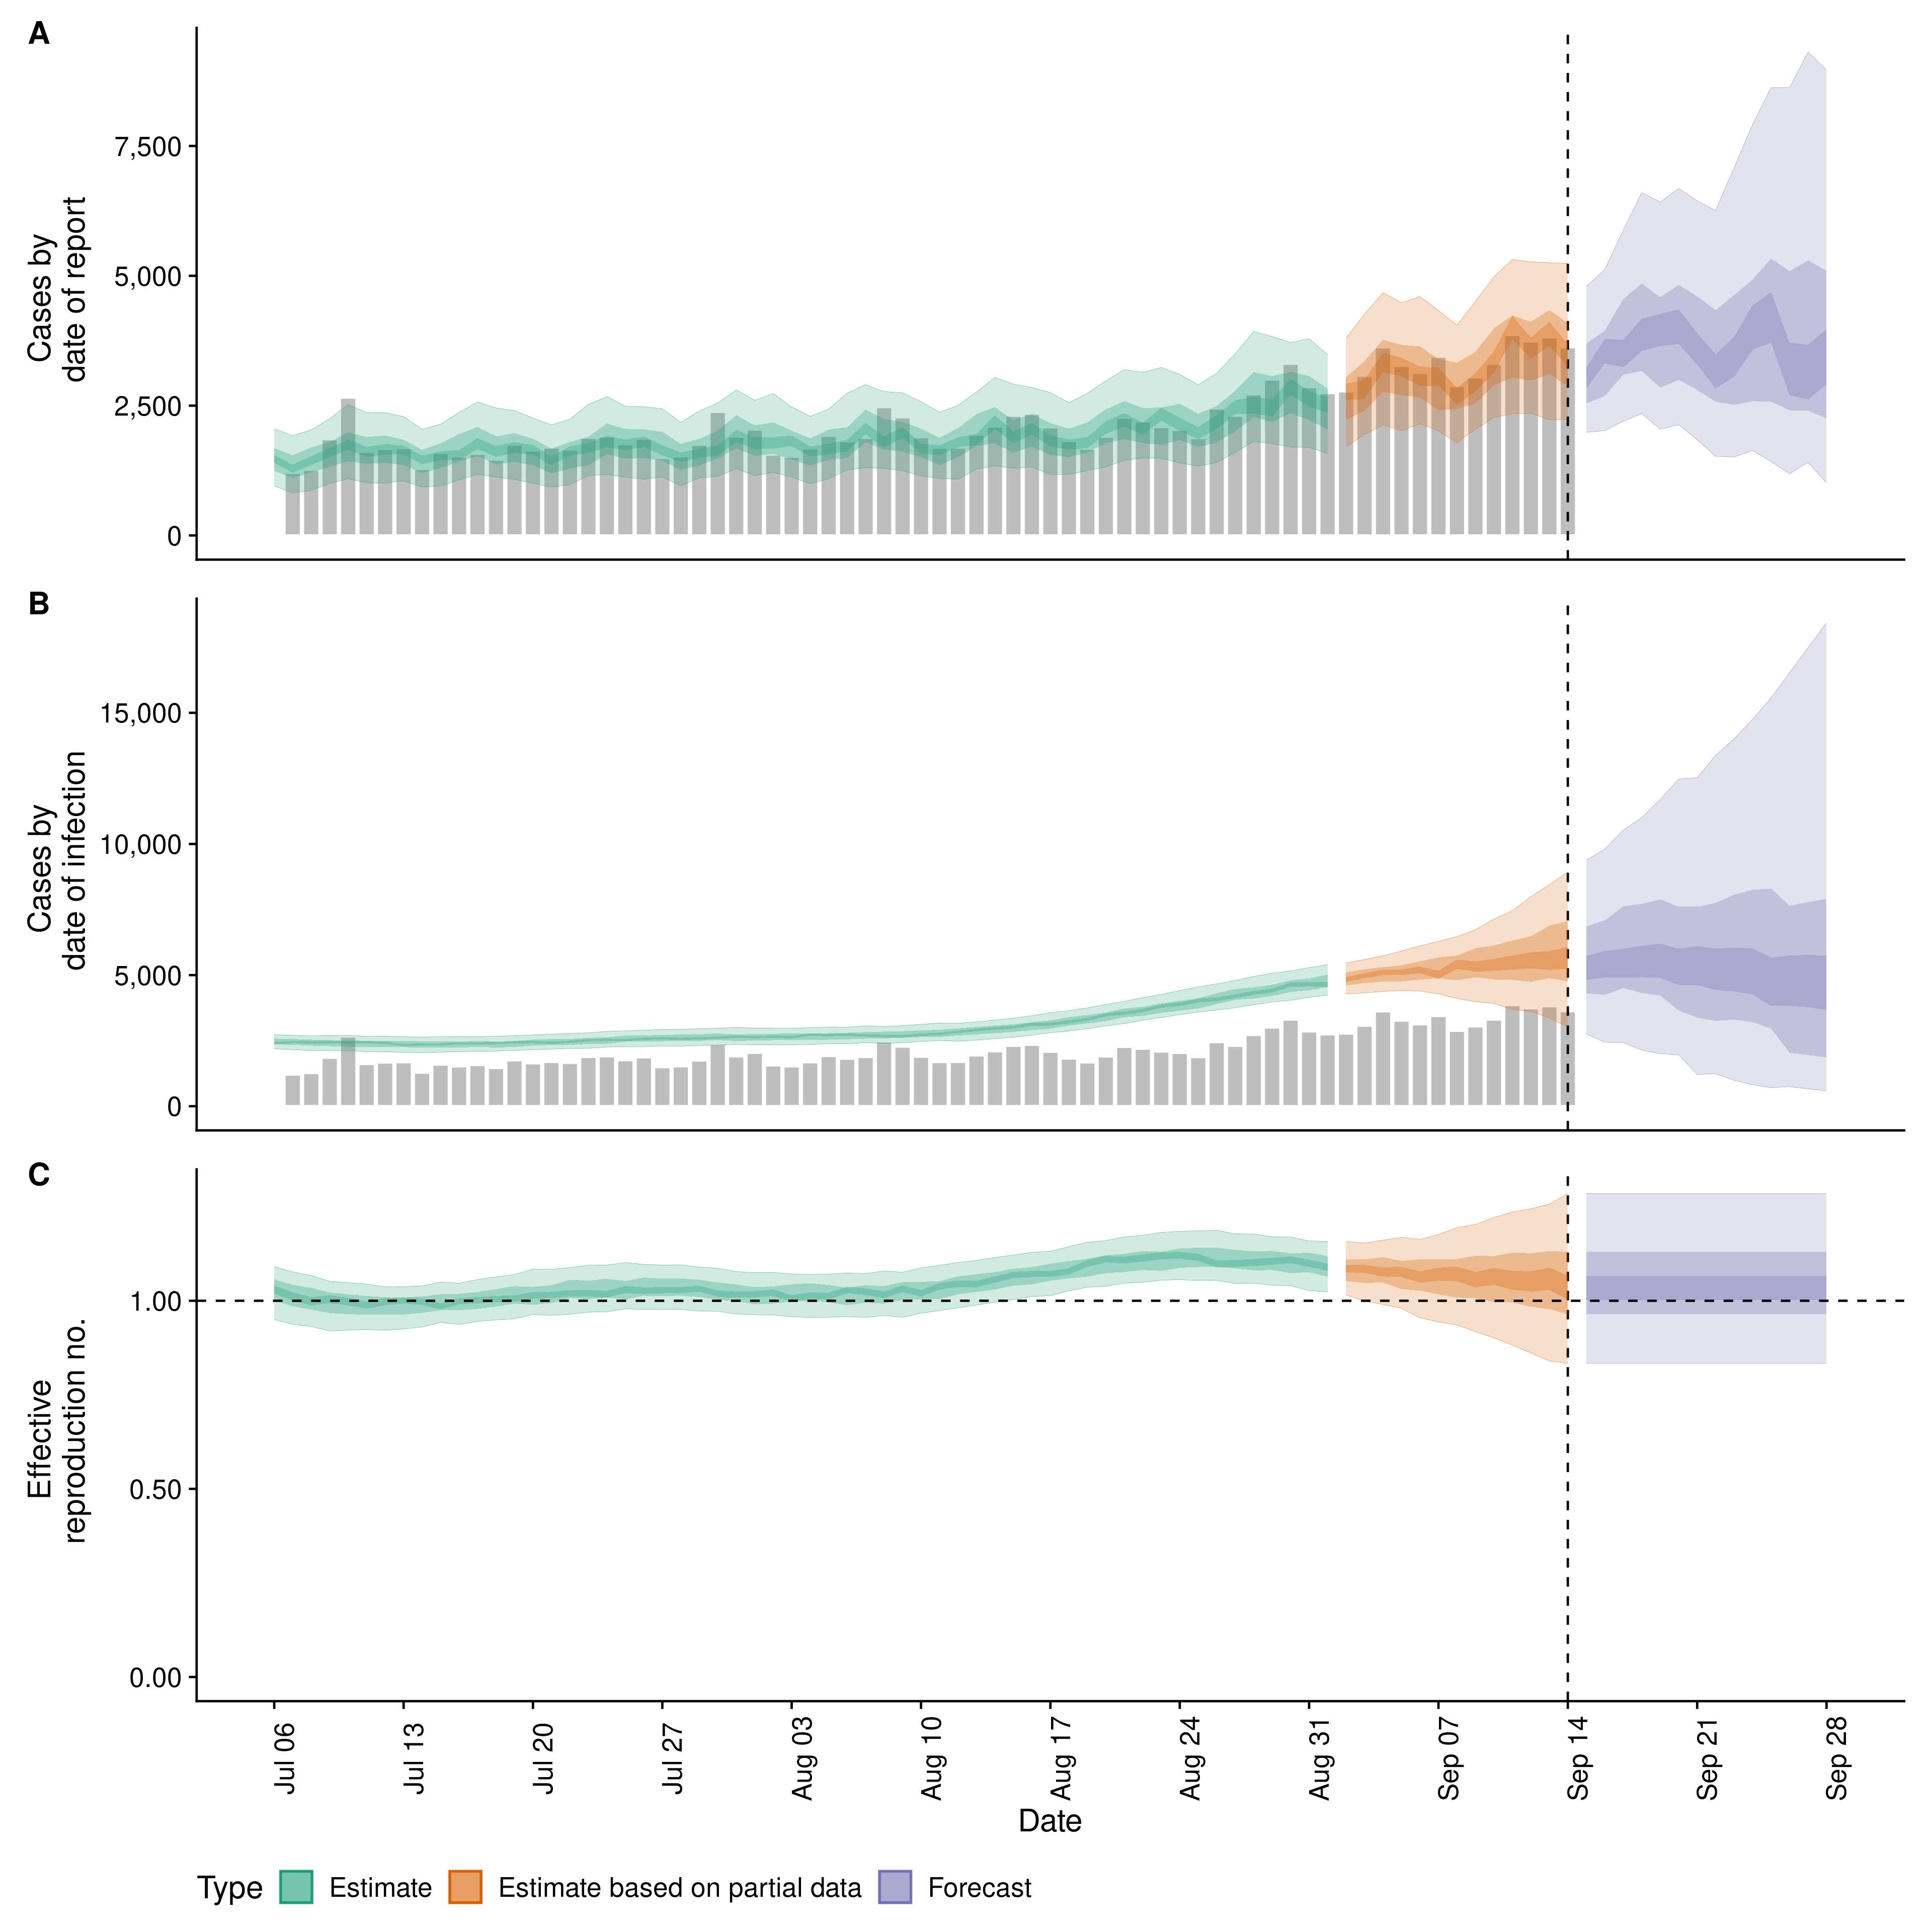 A
Cases by
date of report
7,500
5,000
2,500
0
B
Cases by
date of infection
15,000
10,000
5,000
0
C
Effective
reproduction no.
1.00
0.50
0.00
Jul 06
Jul 13
Jul 20
Jul 27
Aug 03
Aug 10
Aug 17
Aug 24
Aug 31
Sep 07
Sep 14
Sep 21
Sep 28
Date
Type
Estimate
Estimate based on partial data
Forecast